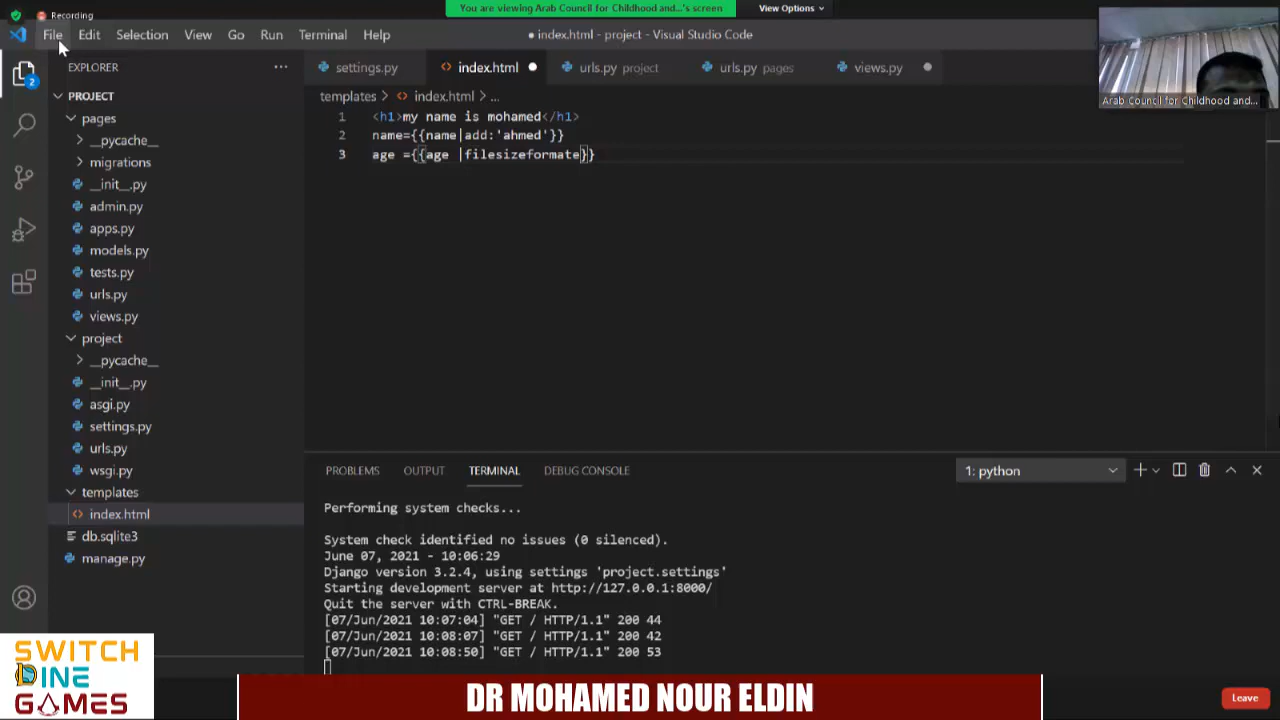 Recording
You are viewing Arab Council for Childhood and...'s screen
View Options
File Edit Selection View Go Run Terminal Help
index.html - project - Visual Studio Code
Arab Council for Childhood and...
EXPLORER
2
PROJECT
pages
__pycache__
migrations
__init__.py
admin.py
apps.py
models.py
tests.py
urls.py
views.py
project
__pycache__
__init__.py
asgi.py
settings.py
urls.py
wsgi.py
templates
index.html
db.sqlite3
manage.py
settings.py index.html urls.py project urls.py pages views.py
templates > index.html > ...
1 <h1>my name is mohamed</h1>
2 name={{name|add:'ahmed'}}
3 age ={{age |filesizeformate}}
PROBLEMS OUTPUT TERMINAL DEBUG CONSOLE
1: python
Performing system checks...
System check identified no issues (0 silenced).
June 07, 2021 - 10:06:29
Django version 3.2.4, using settings 'project.settings'
Starting development server at http://127.0.0.1:8000/
Quit the server with CTRL-BREAK.
[07/Jun/2021 10:07:04] "GET / HTTP/1.1" 200 44
[07/Jun/2021 10:08:07] "GET / HTTP/1.1" 200 42
[07/Jun/2021 10:08:50] "GET / HTTP/1.1" 200 53
SWITCH
DINE
GAMES
DR MOHAMED NOUR ELDIN
Leave